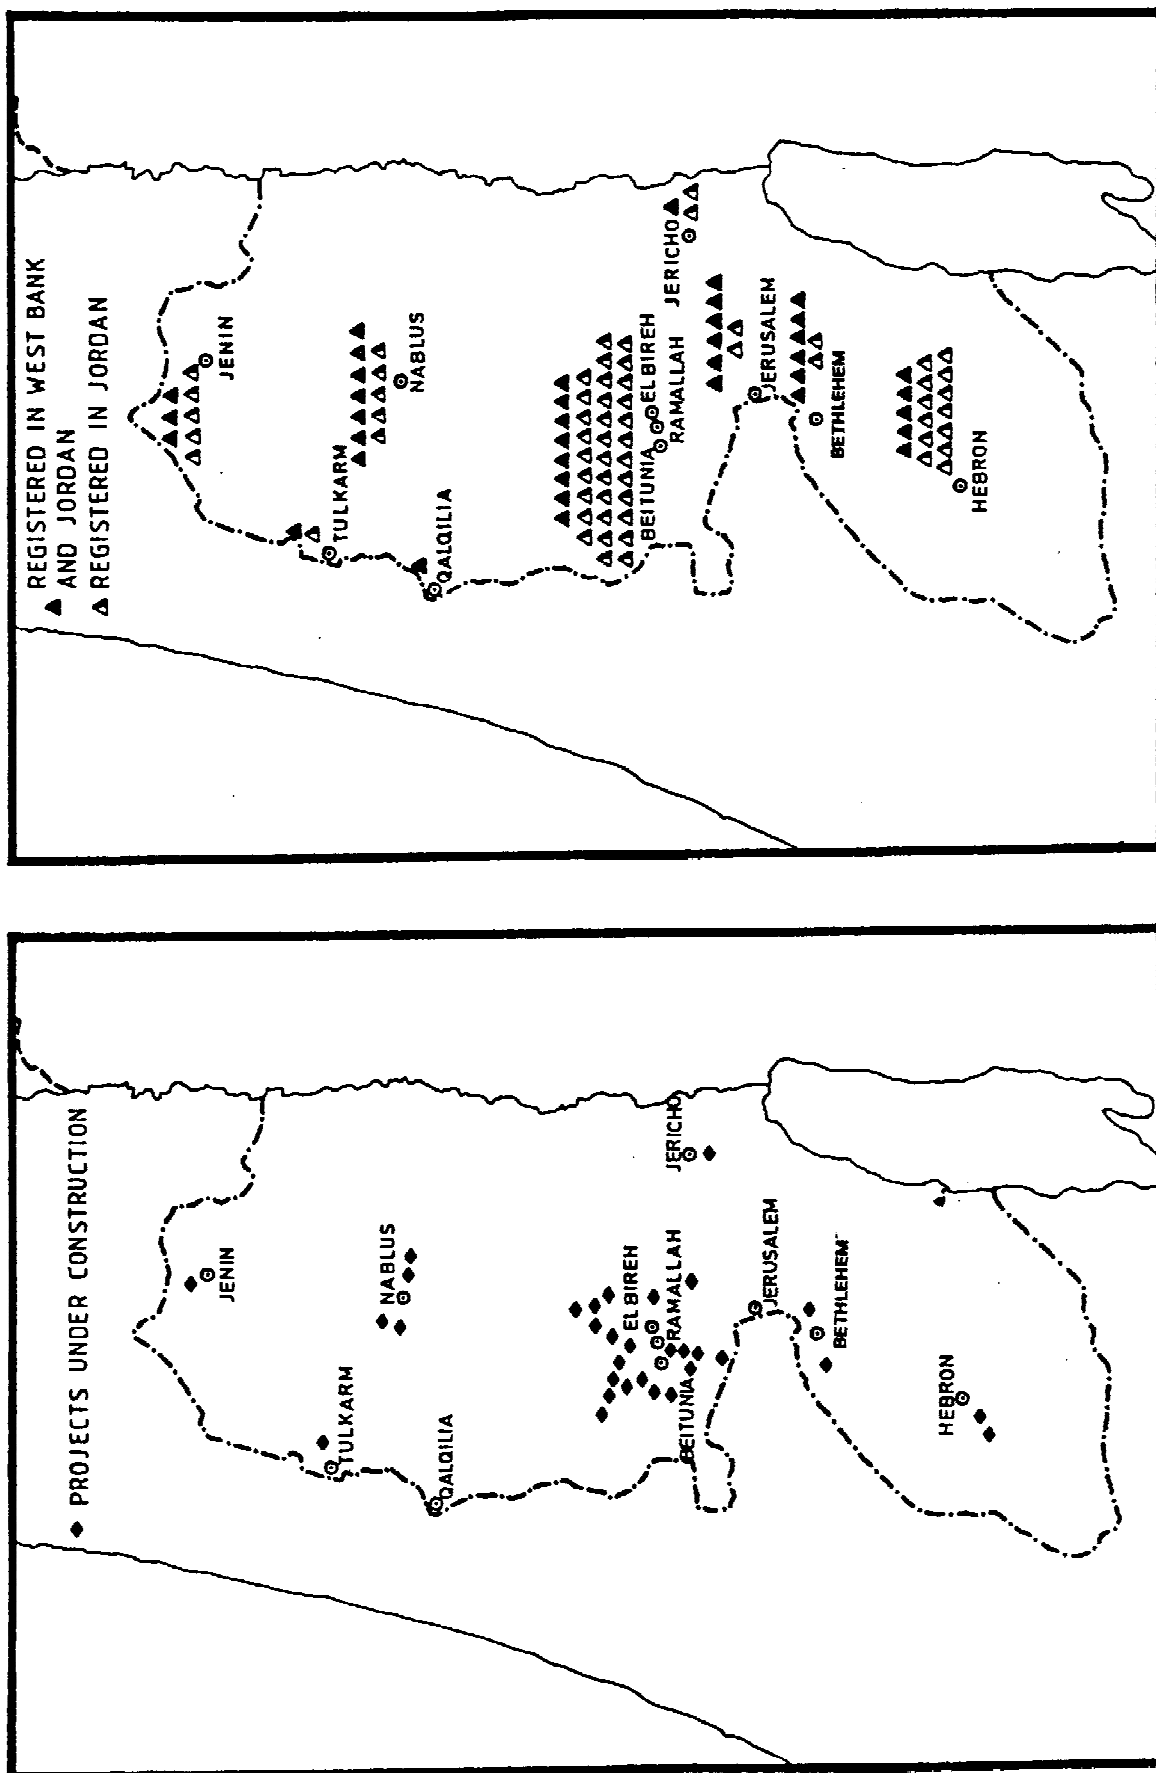 REGISTERED IN WEST BANK
AND JORDAN
REGISTERED IN JORDAN
JENIN
TULKARM
NABLUS
QALQILIA
BEITUNIA
EL BIREH
RAMALLAH
JERICHO
JERUSALEM
BETHLEHEM
HEBRON
PROJECTS UNDER CONSTRUCTION
JENIN
TULKARM
NABLUS
QALQILIA
EL BIREH
RAMALLAH
BEITUNIA
JERICHO
JERUSALEM
BETHLEHEM
HEBRON